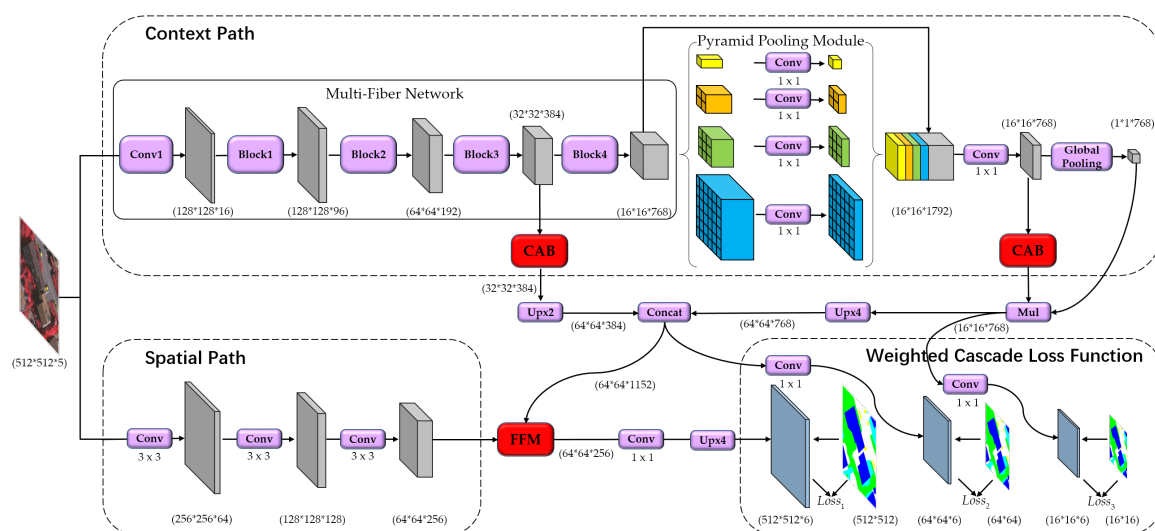 Context Path
Pyramid Pooling Module
Multi-Fiber Network
Conv
1 x 1
Conv
1 x 1
Conv
1 x 1
Conv
1 x 1
(32*32*384)
Conv1
Block1
Block2
Block3
Block4
(128*128*16)
(128*128*96)
(64*64*192)
(16*16*768)
(16*16*1792)
Conv
1 x 1
(16*16*768)
Global
Pooling
(1*1*768)
CAB
CAB
(32*32*384)
Upx2
(64*64*384)
Concat
(64*64*768)
Upx4
(16*16*768)
Mul
(512*512*5)
Spatial Path
Conv
3 x 3
Conv
3 x 3
Conv
3 x 3
(256*256*64)
(128*128*128)
(64*64*256)
(64*64*1152)
FFM
(64*64*256)
Conv
1 x 1
Upx4
Weighted Cascade Loss Function
Conv
1 x 1
Conv
1 x 1
Loss1
Loss2
Loss3
(512*512*6)
(512*512)
(64*64*6)
(64*64)
(16*16*6)
(16*16)